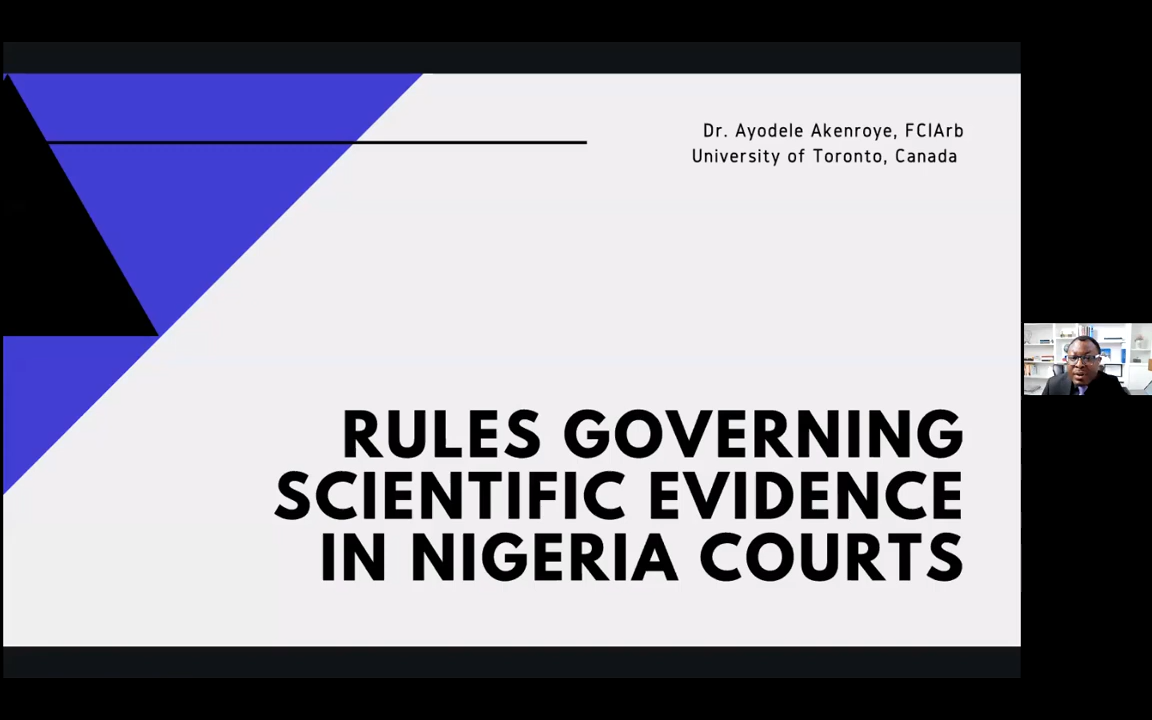 Dr. Ayodele Akenroye, FCIArb
University of Toronto, Canada
RULES GOVERNING
SCIENTIFIC EVIDENCE
IN NIGERIA COURTS